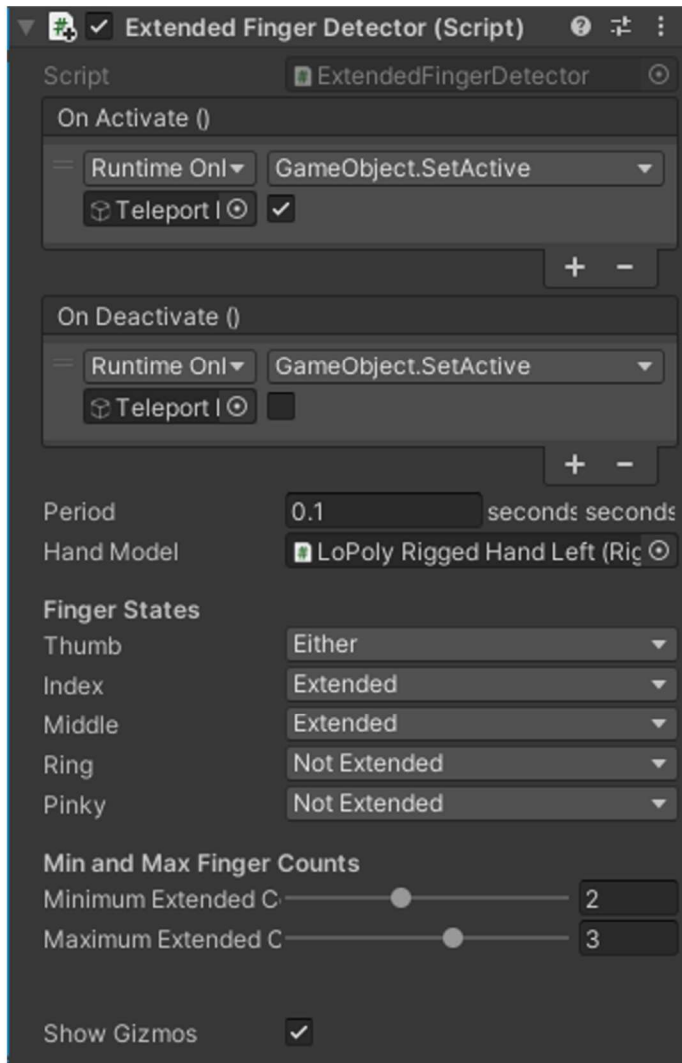 Extended Finger Detector (Script)
Script ExtendedFingerDetector
On Activate ()
Runtime Onl GameObject.SetActive
Teleport
On Deactivate ()
Runtime Onl GameObject.SetActive
Teleport
Period 0.1 seconds seconds
Hand Model LoPoly Rigged Hand Left (Rig
Finger States
Thumb Either
Index Extended
Middle Extended
Ring Not Extended
Pinky Not Extended
Min and Max Finger Counts
Minimum Extended C 2
Maximum Extended C 3
Show Gizmos